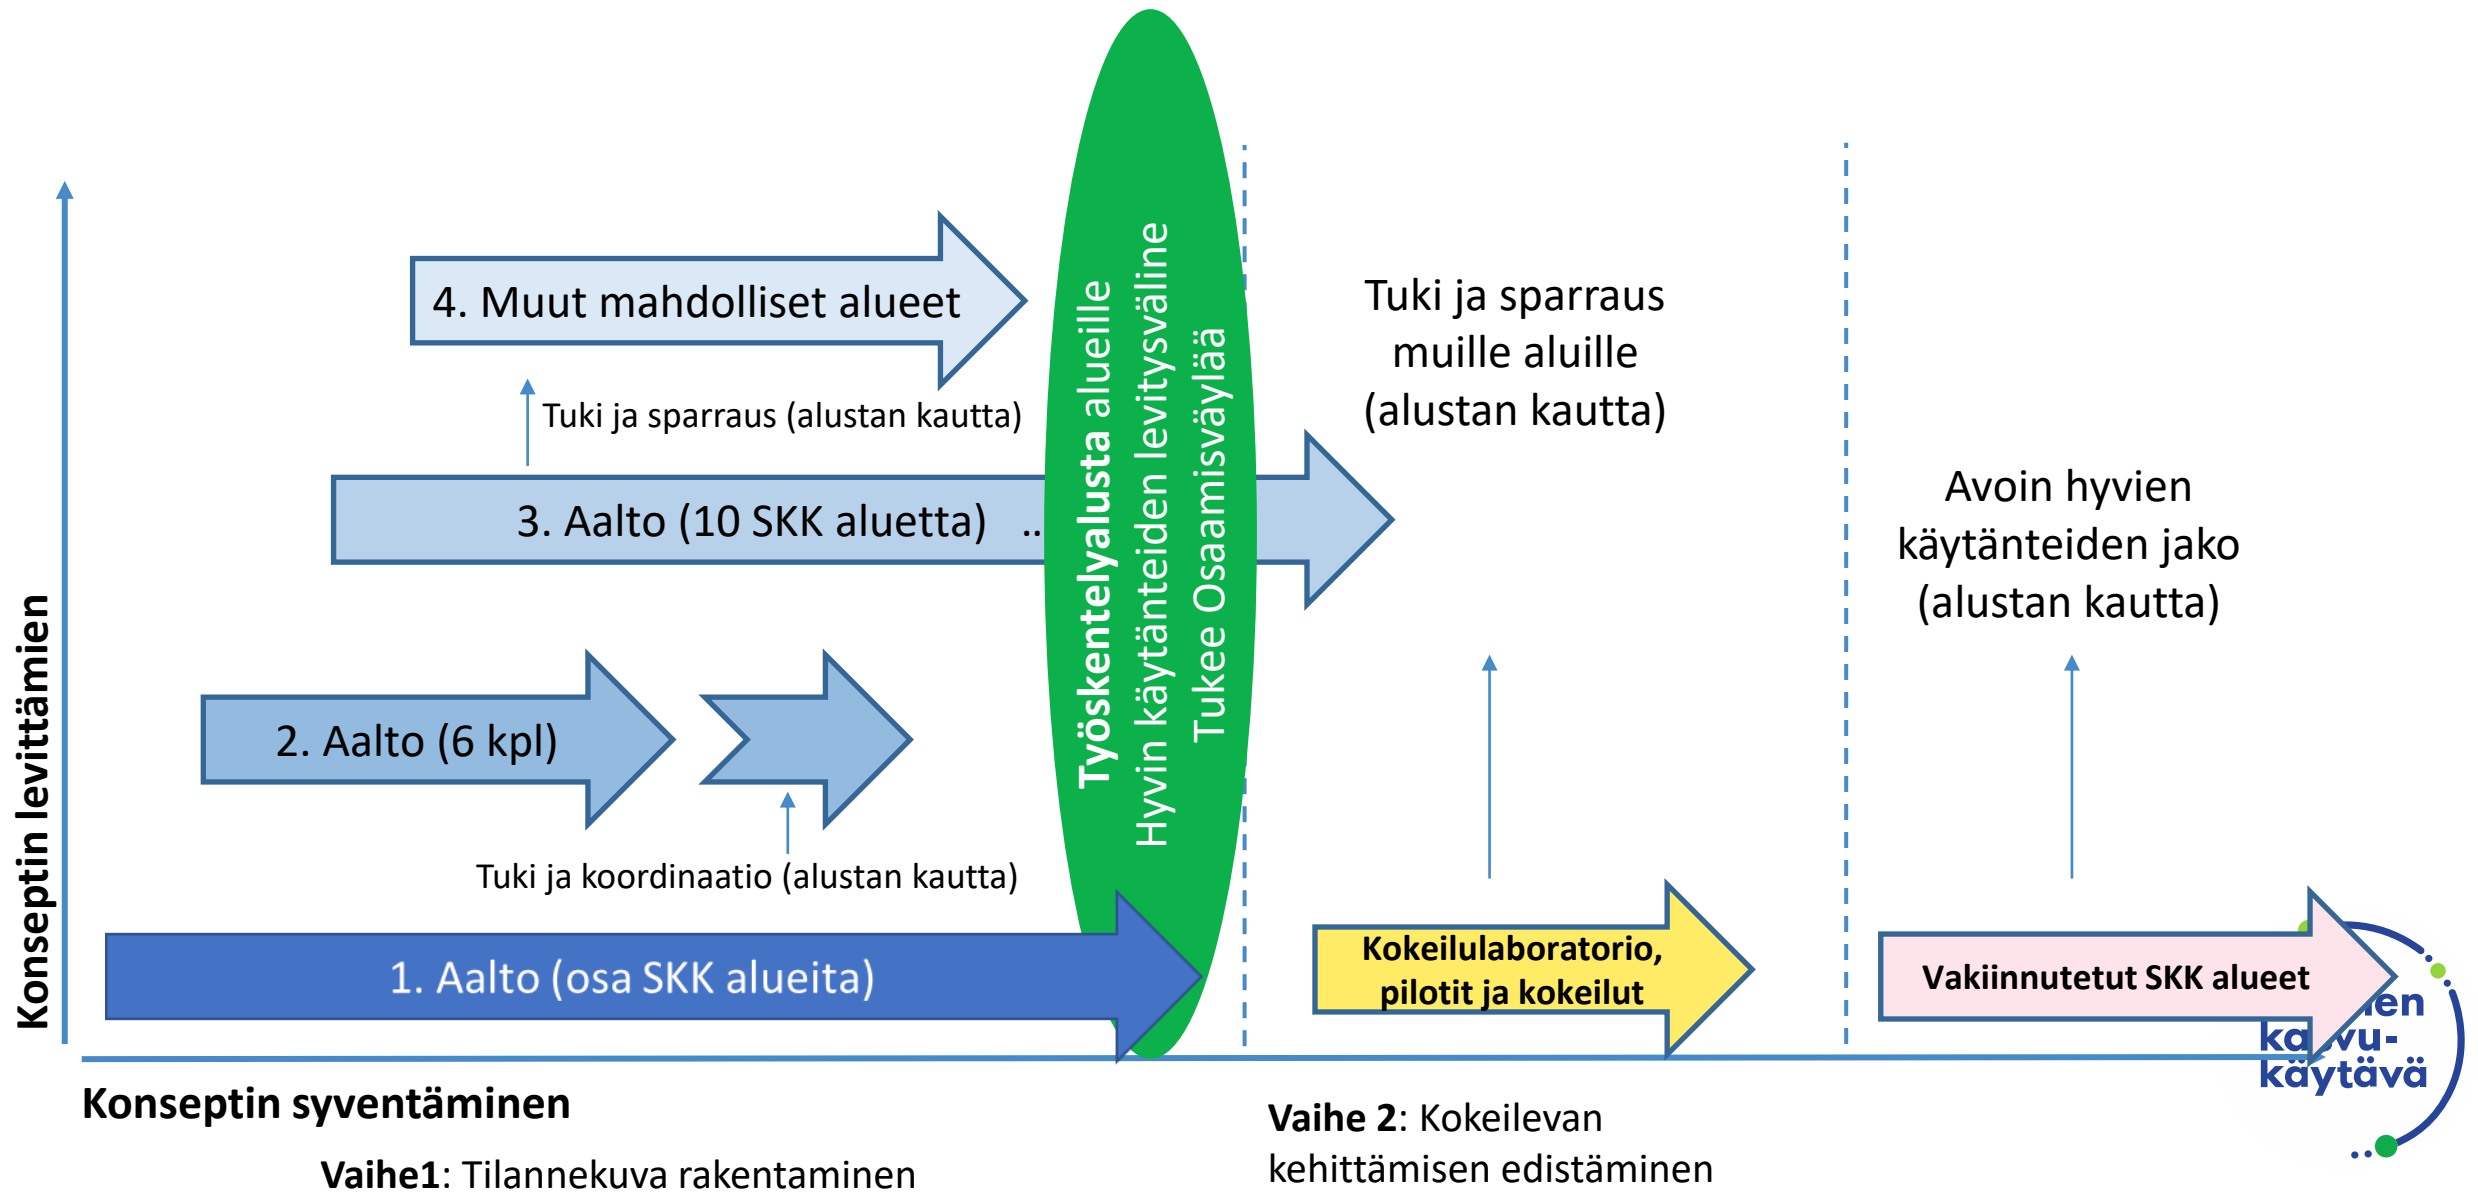 Konseptin levittämien
4. Muut mahdolliset alueet
Tuki ja sparraus (alustan kautta)
3. Aalto (10 SKK aluetta) ..
2. Aalto (6 kpl)
Tuki ja koordinaatio (alustan kautta)
1. Aalto (osa SKK alueita)
Työskentelyalusta alueille
Hyvin käytänteiden levitysväline
Tukee Osaamisväylää
Tuki ja sparraus
muille aluille
(alustan kautta)
Kokeilulaboratorio,
pilotit ja kokeilut
Avoin hyvien
käytänteiden jako
(alustan kautta)
Vakiinnutetut SKK alueet
käytävä
Konseptin syventäminen
Vaihe1: Tilannekuva rakentaminen
Vaihe 2: Kokeilevan
kehittämisen edistäminen